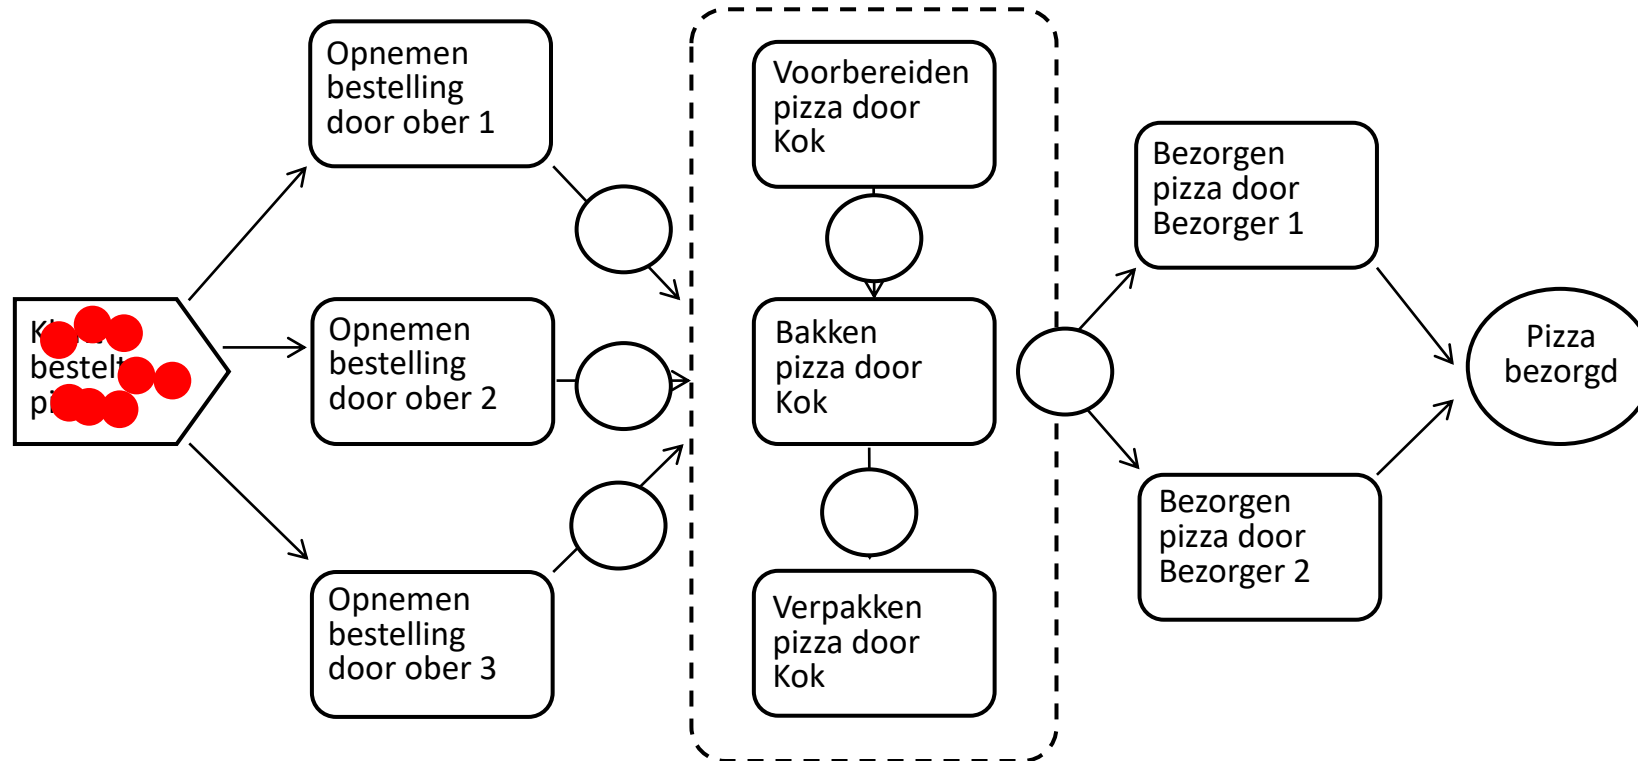 bestelt
Opnemen
bestelling
door ober 1
Opnemen
bestelling
door ober 2
Opnemen
bestelling
door ober 3
Voorbereiden
pizza door
Kok
Bakken
pizza door
Kok
Verpakken
pizza door
Kok
Bezorgen
pizza door
Bezorger 1
Bezorgen
pizza door
Bezorger 2
Pizza
bezorgd